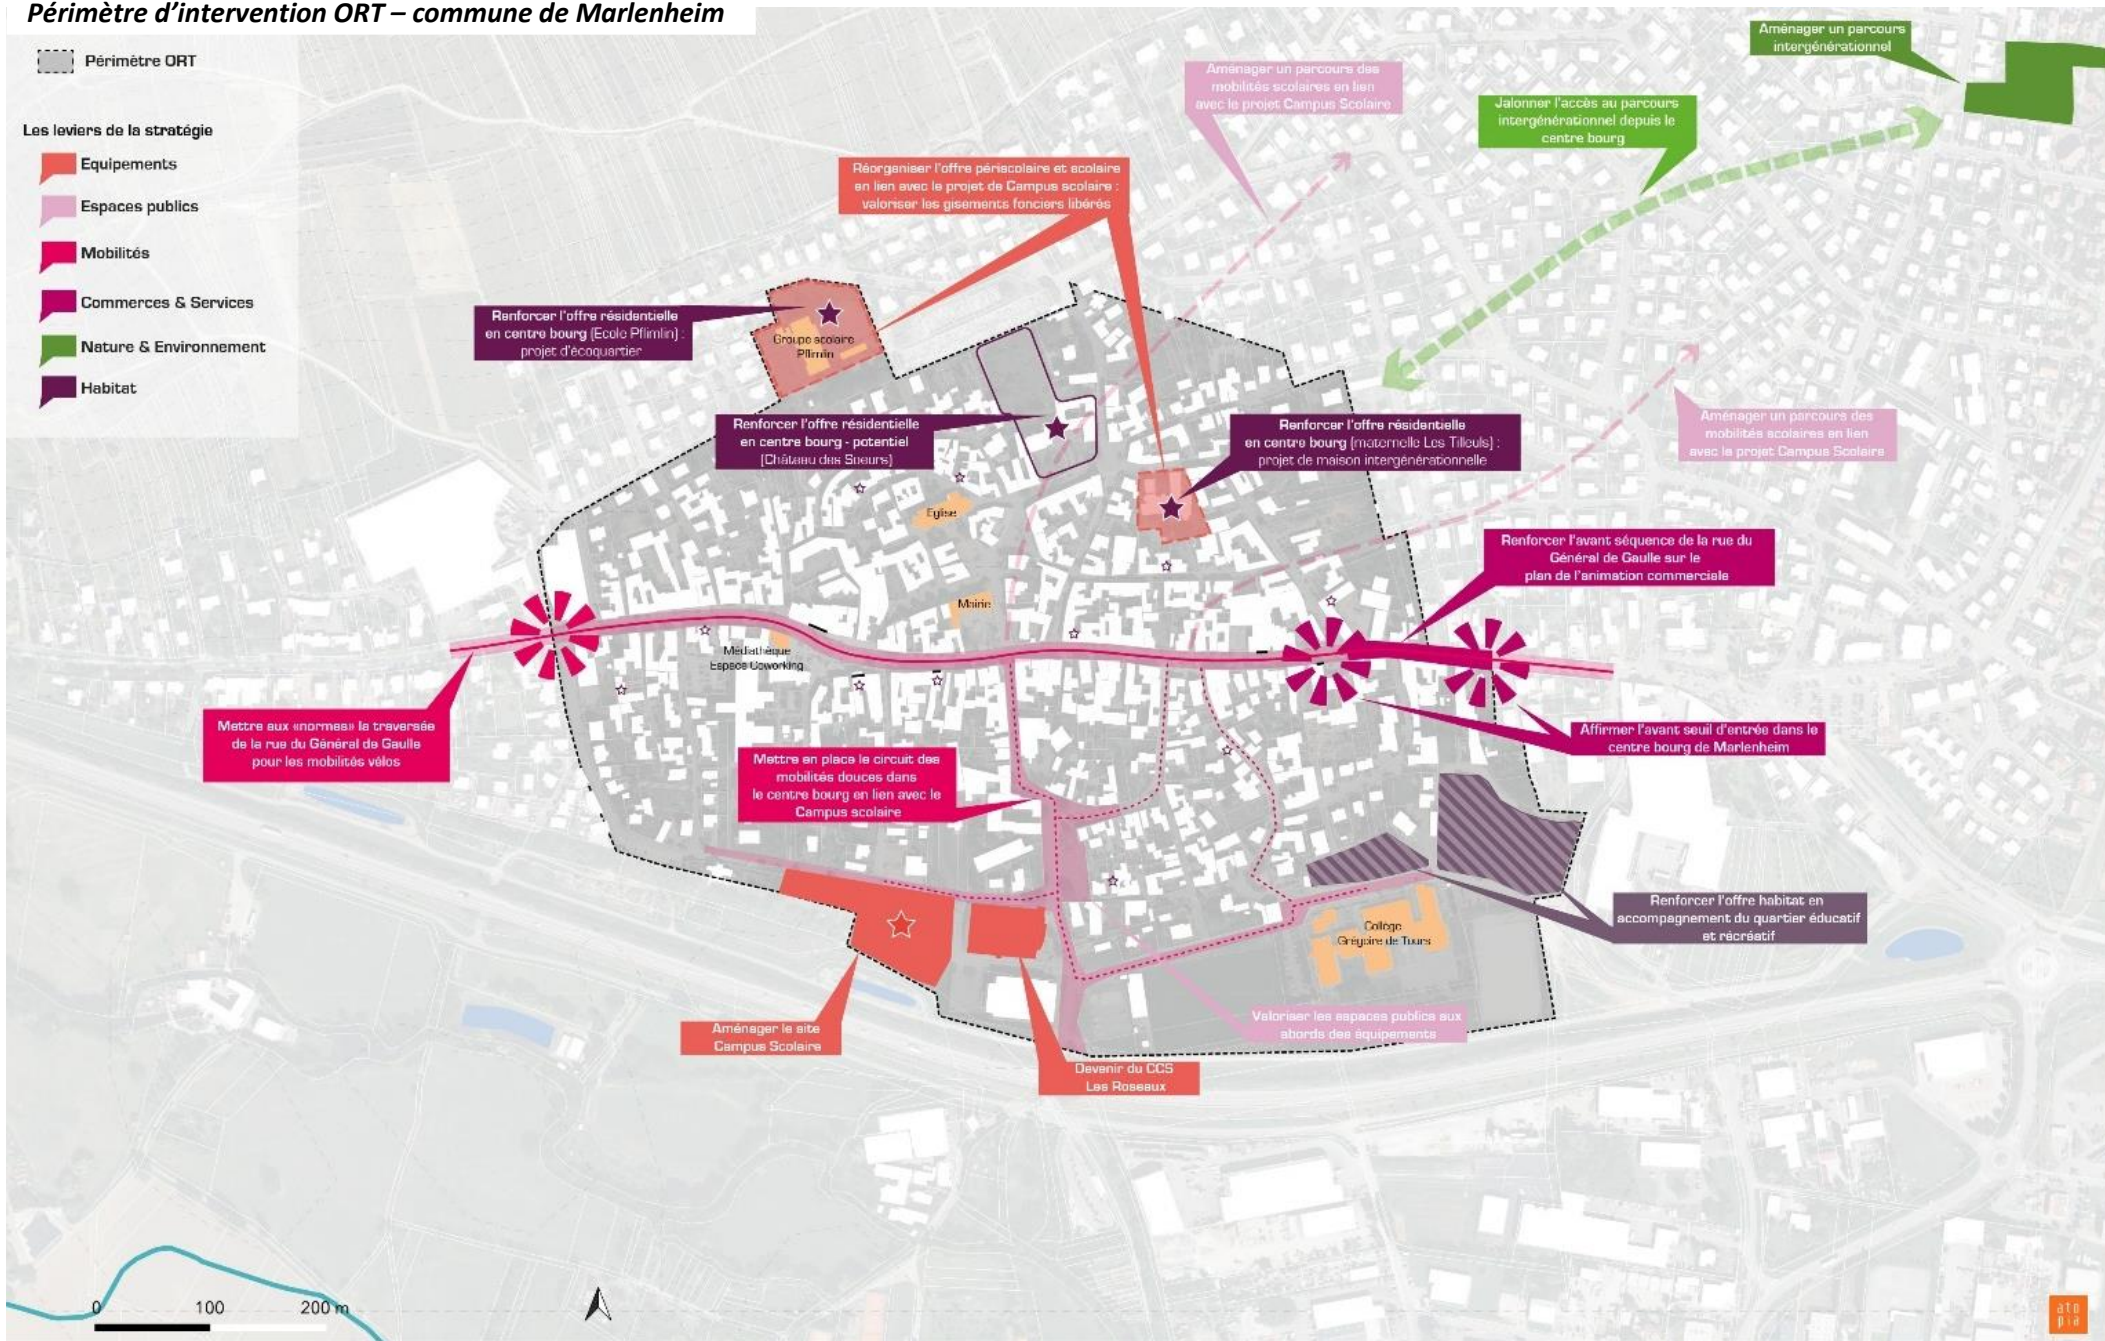 Périmètre d'intervention ORT – commune de Marlenheim
Périmètre ORT
Les leviers de la stratégie
Equipements
Espaces publics
Mobilités
Commerces & Services
Nature & Environnement
Habitat
Aménager un parcours
intergénérationnel
Aménager un parcours des
mobilités scolaires en lien
avec le projet Campus Scolaire
Jalonner l'accès au parcours
intergénérationnel depuis le
centre bourg
Réorganiser l'offre périscolaire et scolaire
en lien avec le projet de Campus scolaire :
valoriser les gisements fonciers libérés
Renforcer l'offre résidentielle
en centre bourg (Ecole Pflimlin) :
projet d'écoquartier
Groupe scolaire
Pflimlin
Renforcer l'offre résidentielle
en centre bourg - potentiel
(Château des Soeurs)
Renforcer l'offre résidentielle
en centre bourg (maternelle Les Tilleuls) :
projet de maison intergénérationnelle
Aménager un parcours des
mobilités scolaires en lien
avec le projet Campus Scolaire
Eglise
Renforcer l'avant séquence de la rue du
Général de Gaulle sur le
plan de l'animation commerciale
Mairie
Médiathèque
Espace Coworking
Mettre aux «normes» la traversée
de la rue du Général de Gaulle
pour les mobilités vélos
Affirmer l'avant seuil d'entrée dans le
centre bourg de Marlenheim
Mettre en place le circuit des
mobilités douces dans
le centre bourg en lien avec le
Campus scolaire
Renforcer l'offre habitat en
accompagnement du quartier éducatif
et récréatif
Collège
Grégoire de Tours
Valoriser les espaces publics aux
abords des équipements
Aménager le site
Campus Scolaire
Devenir du CCS
Les Roseaux
0 100 200 m
ato
pia